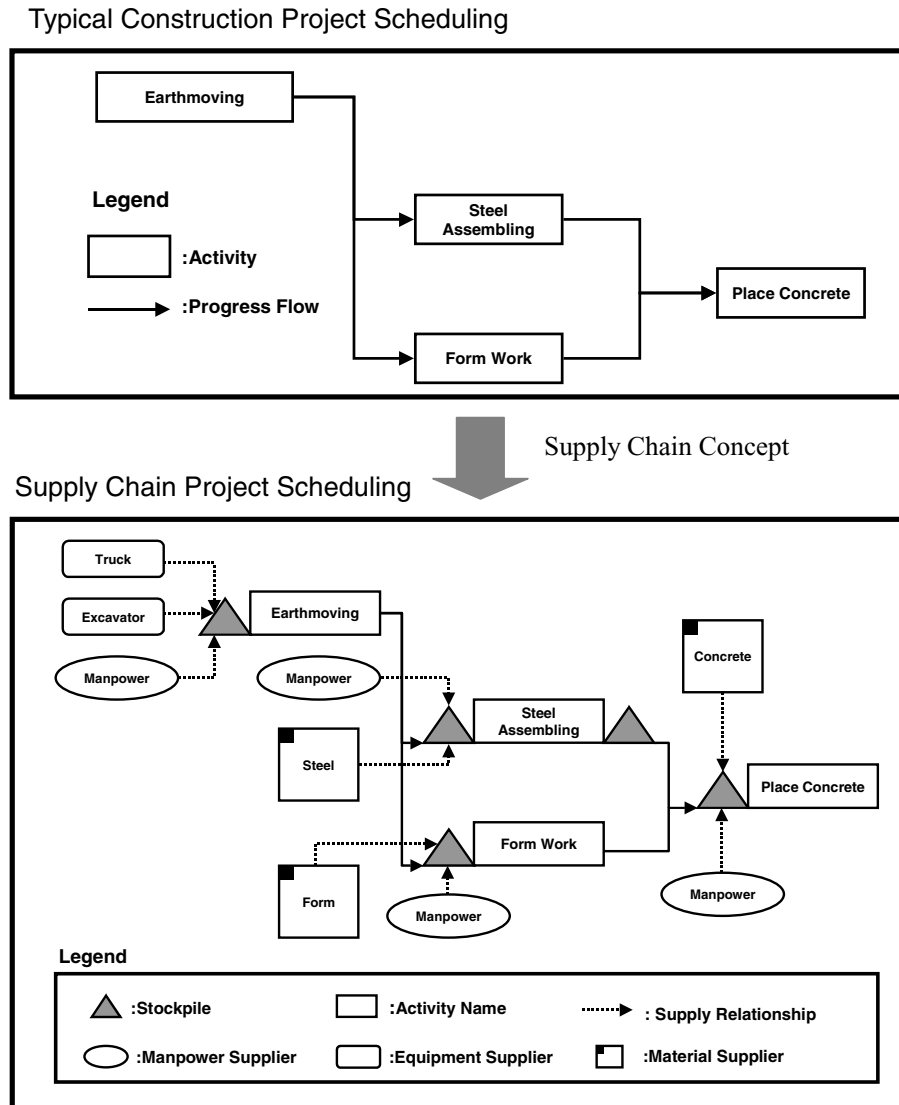 Typical Construction Project Scheduling
Earthmoving
Legend
:Activity
:Progress Flow
Steel
Assembling
Form Work
Place Concrete
Supply Chain Concept
Supply Chain Project Scheduling
Truck
Excavator
Manpower
Earthmoving
Manpower
Steel
Steel
Assembling
Form
Manpower
Form Work
Concrete
Place Concrete
Manpower
Legend
:Stockpile
:Activity Name
: Supply Relationship
:Manpower Supplier
:Equipment Supplier
:Material Supplier